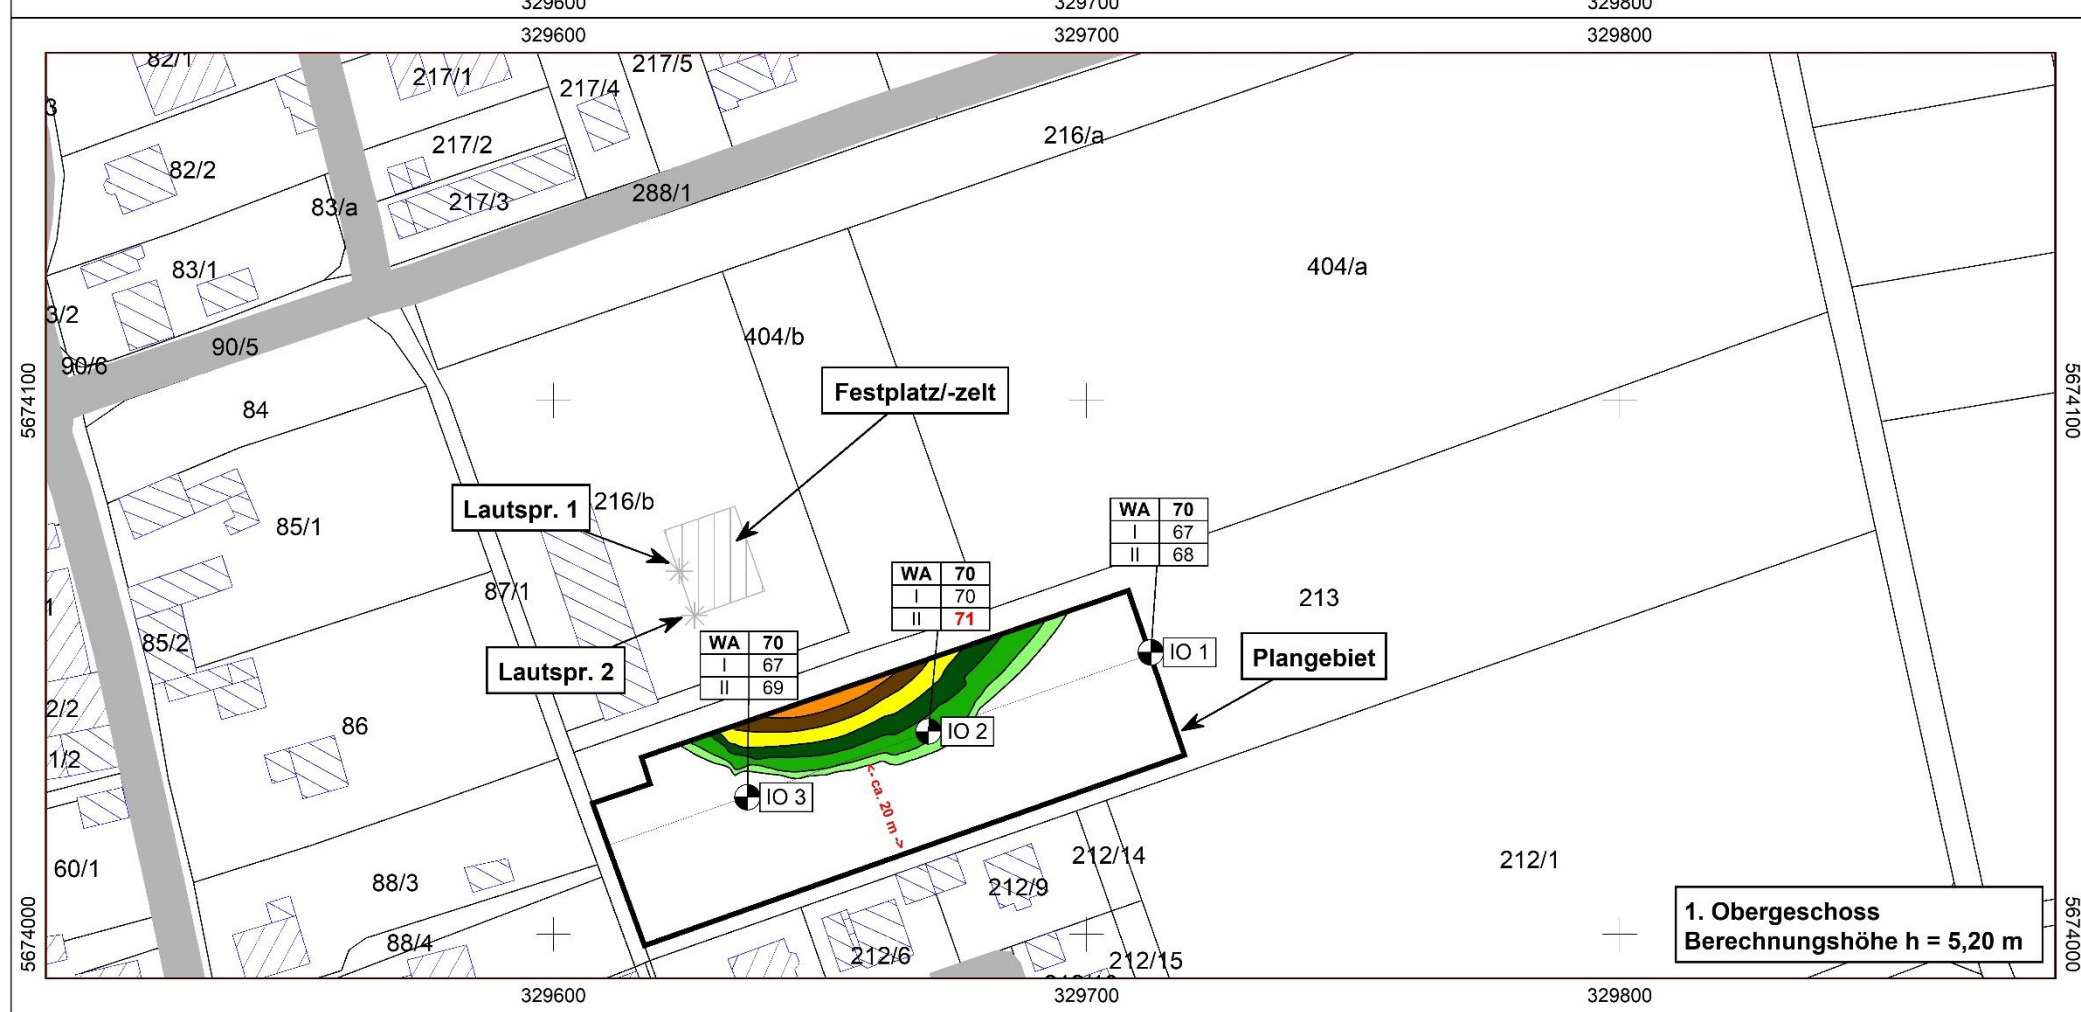 329600 329700 329800
329600 329700 329800
82/1
217/1
217/5
217/4
3
216/a
217/2
82/2
288/1
217/3
83/a
83/1
404/a
3/2
404/b
90/5
90/6
5674100
5674100
Festplatz/-zelt
84
Lautspr. 1
216/b
WA 70
I 67
II 68
85/1
WA 70
I 70
II 71
87/1
213
1
85/2
WA 70
I 67
II 69
IO 1
Plangebiet
Lautspr. 2
2/2
86
IO 2
1/2
IO 3
<- ca. 20 m ->
60/1
88/3
212/14
212/9
212/1
1. Obergeschoss
Berechnungshöhe h = 5,20 m
5674000
5674000
88/4
212/6
212/15
329600 329700 329800